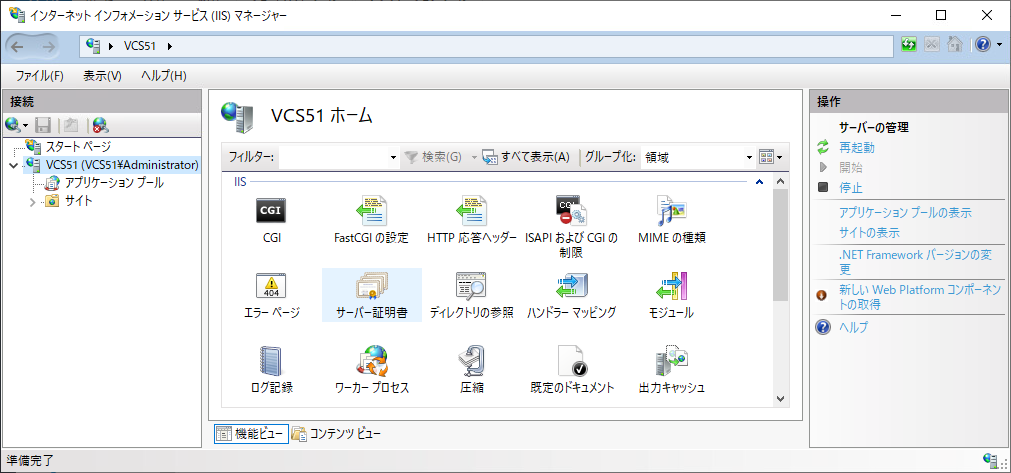 インターネット インフォメーション サービス (IIS) マネージャー
VCS51
ファイル(F) 表示(V) ヘルプ(H)
接続
スタート ページ
VCS51 (VCS51¥Administrator)
アプリケーション プール
サイト
VCS51 ホーム
フィルター: 検索(G) すべて表示(A) グループ化: 領域
IIS
CGI
CGI
FastCGI の設定
HTTP 応答ヘッダー
CGI
ISAPI および CGI の
制限
MIME の種類
404
エラー ページ
サーバー証明書
ディレクトリの参照
ハンドラー マッピング
モジュール
ログ記録
ワーカー プロセス
圧縮
既定のドキュメント
出力キャッシュ
機能ビュー コンテンツ ビュー
操作
サーバーの管理
再起動
開始
停止
アプリケーション プールの表示
サイトの表示
.NET Framework バージョンの変
更
新しい Web Platform コンポーネン
トの取得
ヘルプ
準備完了